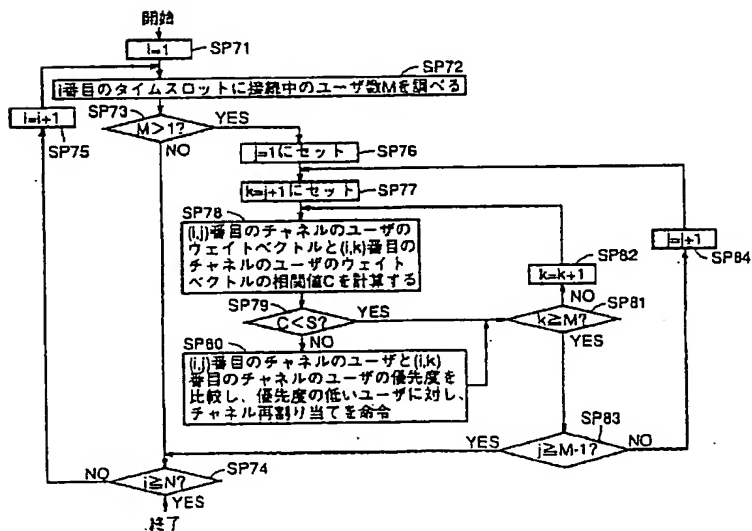 開始
i=1
SP71
SP72
i番目のタイムスロットに接続中のユーザ数Mを調べる
i=i+1
SP75
SP73
M>1?
YES
NO
j=1にセット
SP76
k=j+1にセット
SP77
SP78
(i,j)番目のチャネルのユーザの
ウェイトベクトルと(i,k)番目の
チャネルのユーザのウェイト
ベクトルの相関値Cを計算する
k=k+1
SP82
j=j+1
SP84
SP79
C<S?
YES
NO
NO
k≧M?
SP81
YES
SP80
(i,j)番目のチャネルのユーザと(i,k)
番目のチャネルのユーザの優先度を
比較し、優先度の低いユーザに対し、
チャネル再割り当てを命令
SP83
j≧M-1?
YES
NO
SP74
i≧N?
NO
YES
終了